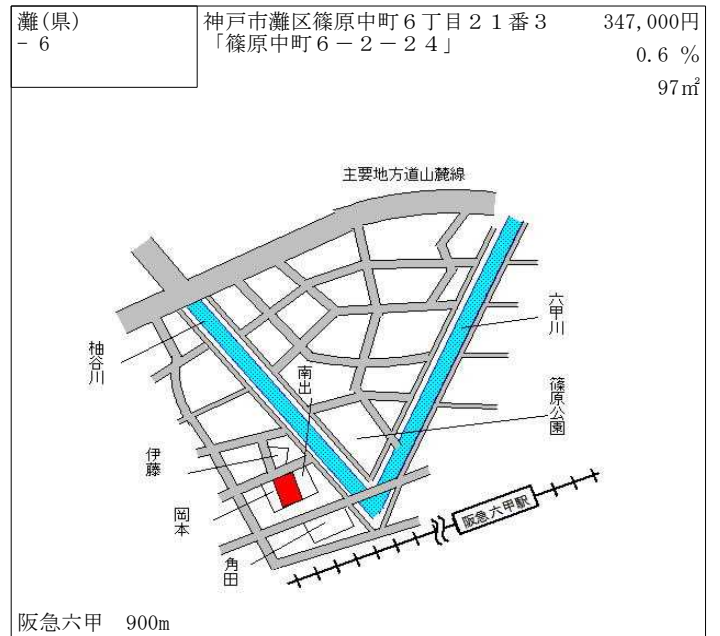 灘(県)
－6
神戸市灘区篠原中町６丁目２１番３
「篠原中町６－２－２４」
347,000円
0.6 %
97㎡
主要地方道山麓線
六甲川
杣谷川
南出
篠原公園
伊藤
岡本
角田
阪急六甲駅
阪急六甲 900m